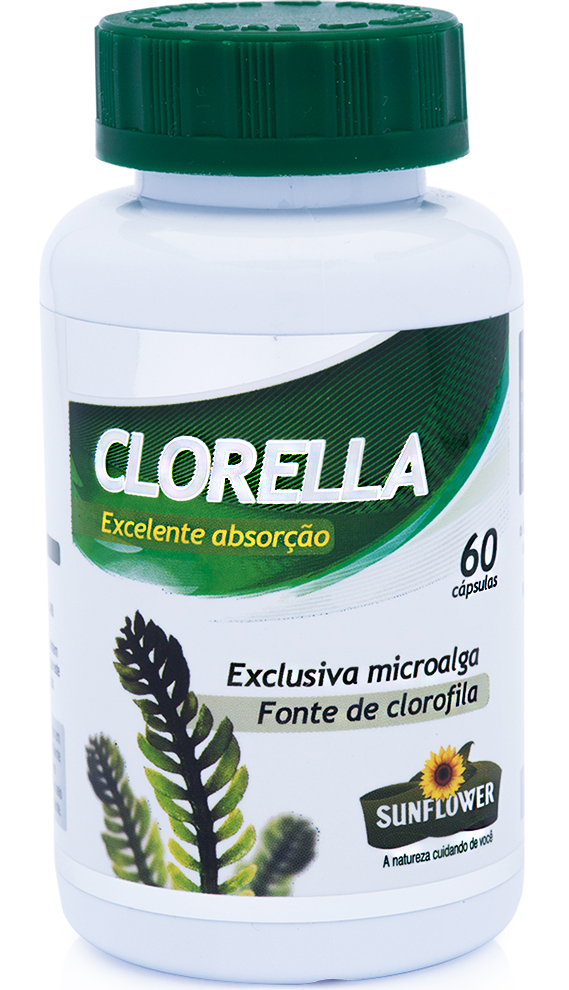 CLORELLA
Excelente absorção
60
cápsulas
Exclusiva microalga
Fonte de clorofila
SUNFLOWER
A natureza cuidando de você